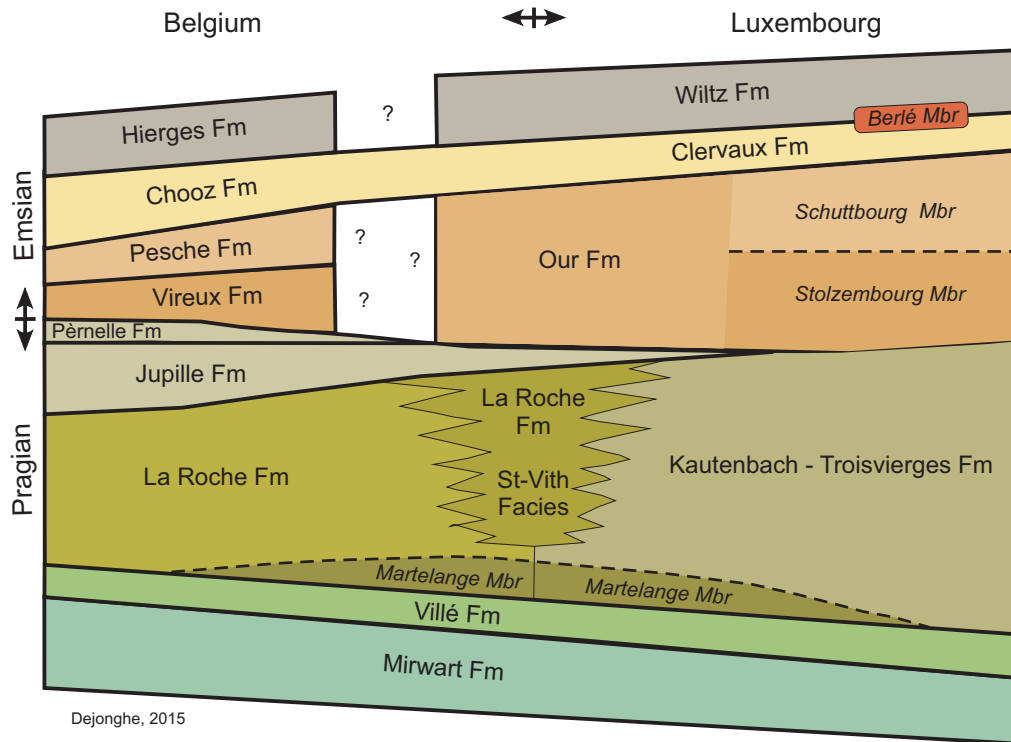 Belgium
Luxembourg
Wiltz Fm
?
Berlé Mbr
Hierges Fm
Clervaux Fm
Chooz Fm
Emsian
Schuttbourg Mbr
Pesche Fm
?
?
Our Fm
Vireux Fm
?
Stolzembourg Mbr
Pèrnelle Fm
Jupille Fm
La Roche
Fm
Pragian
La Roche Fm
Kautenbach - Troisvierges Fm
St-Vith
Facies
Martelange Mbr
Martelange Mbr
Villé Fm
Mirwart Fm
Dejonghe, 2015